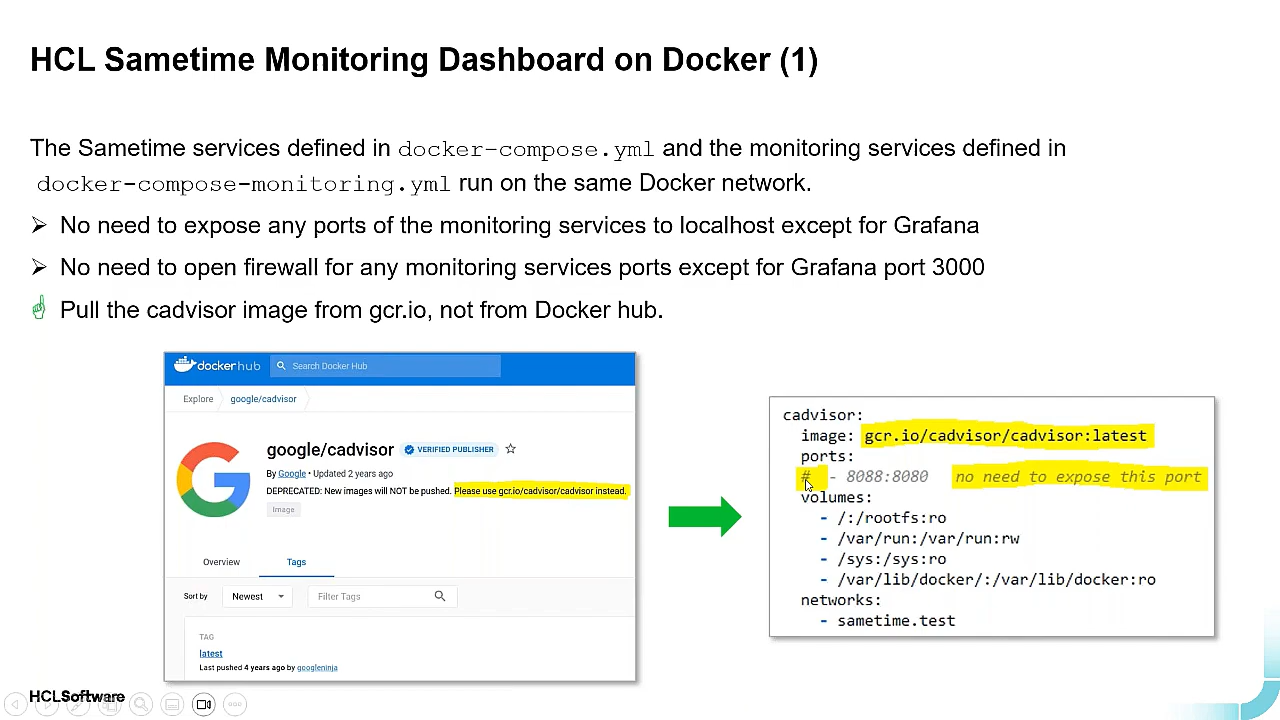 HCL Sametime Monitoring Dashboard on Docker (1)
The Sametime services defined in docker-compose.yml and the monitoring services defined in
docker-compose-monitoring.yml run on the same Docker network.
No need to expose any ports of the monitoring services to localhost except for Grafana
No need to open firewall for any monitoring services ports except for Grafana port 3000
Pull the cadvisor image from gcr.io, not from Docker hub.
dockerhub
Search Docker Hub
Explore
google/cadvisor
google/cadvisor
VERIFIED PUBLISHER
By Google • Updated 2 years ago
DEPRECATED: New images will NOT be pushed. Please use gcr.io/cadvisor/cadvisor instead.
Image
Overview
Tags
Sort by
Newest
Filter Tags
TAG
latest
Last pushed 4 years ago by googleninja
cadvisor:
image: gcr.io/cadvisor/cadvisor:latest
ports:
# - 8088:8080 no need to expose this port
volumes:
- /:/rootfs:ro
- /var/run:/var/run:rw
- /sys:/sys:ro
- /var/lib/docker/:/var/lib/docker:ro
networks:
- sametime.test
HCLSoftware